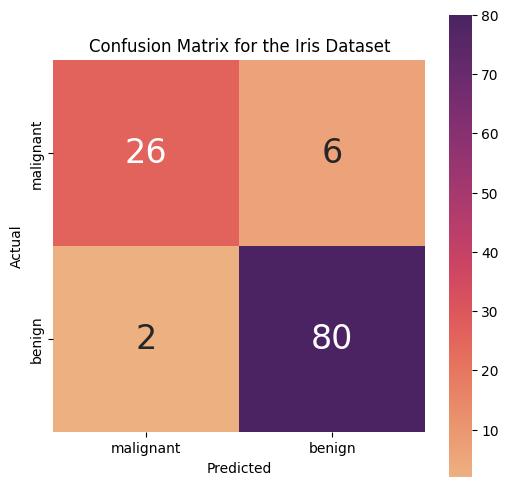 Confusion Matrix for the Iris Dataset
malignant
26
6
Actual
benign
2
80
malignant
benign
Predicted
80
70
60
50
40
30
20
10